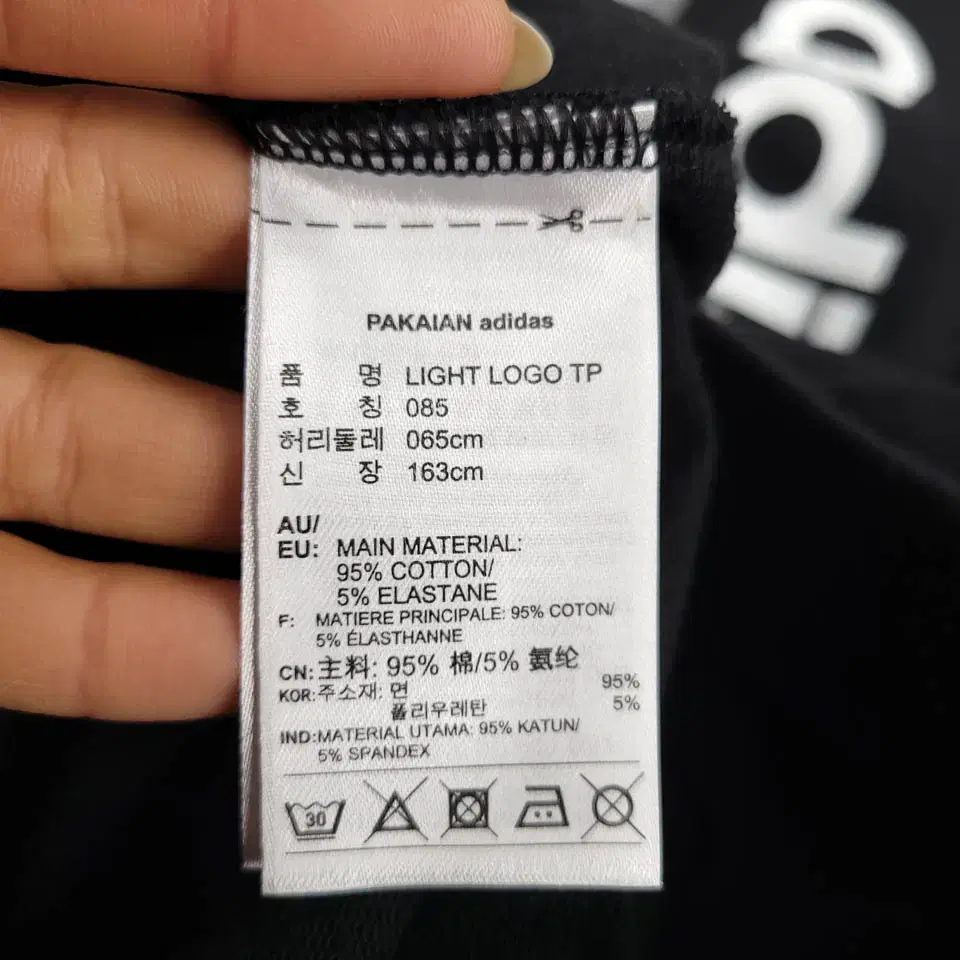 PAKAIAN adidas
품 명 LIGHT LOGO TP
호 칭 085
허리둘레 065cm
신 장 163cm
AU/
EU: MAIN MATERIAL:
95% COTTON/
5% ELASTANE
F: MATIERE PRINCIPALE: 95% COTON/
5% ÉLASTHANNE
CN: 主料: 95% 棉/5% 氨纶
KOR: 주소재: 면 95%
폴리우레탄 5%
IND: MATERIAL UTAMA: 95% KATUN/
5% SPANDEX
30